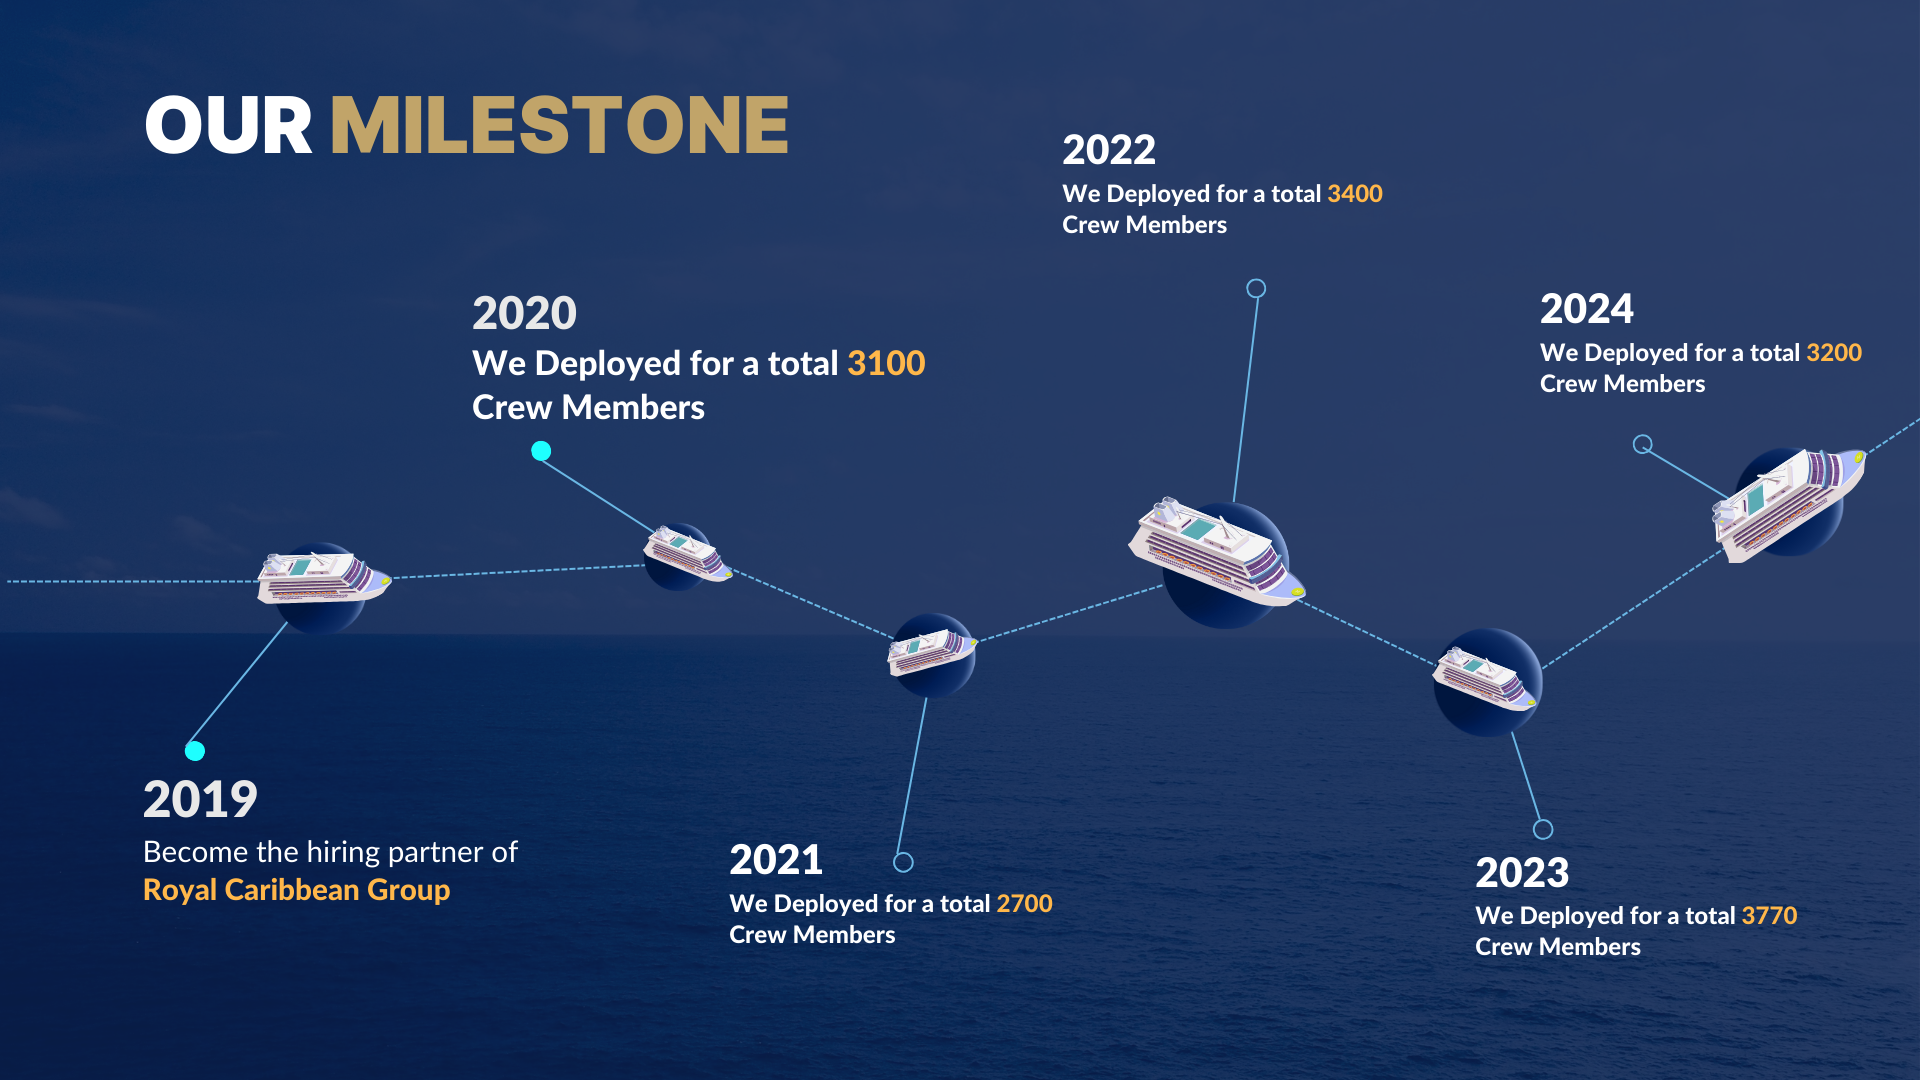 OUR MILESTONE
2019
Become the hiring partner of
Royal Caribbean Group
2020
We Deployed for a total 3100
Crew Members
2021
We Deployed for a total 2700
Crew Members
2022
We Deployed for a total 3400
Crew Members
2023
We Deployed for a total 3770
Crew Members
2024
We Deployed for a total 3200
Crew Members